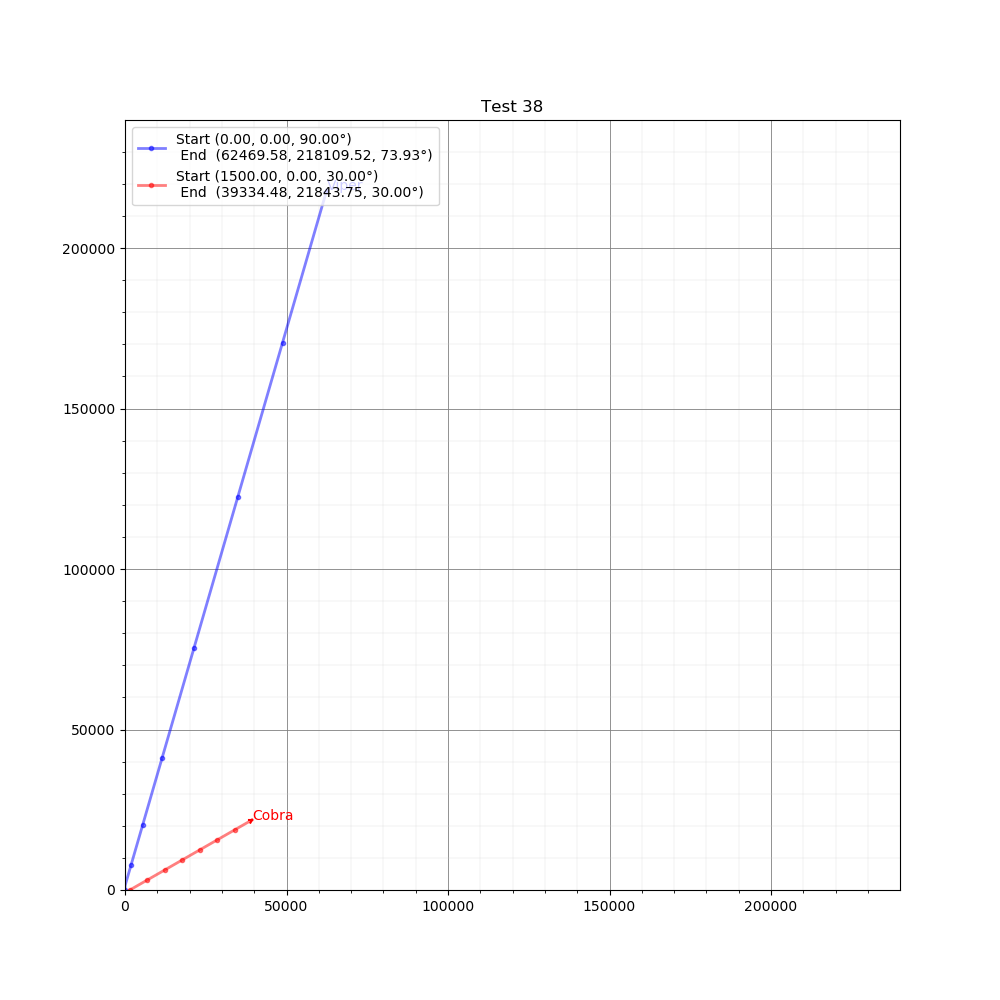 Test 38
Start (0.00, 0.00, 90.00°)
End (62469.58, 218109.52, 73.93°)
Start (1500.00, 0.00, 30.00°)
End (39334.48, 21843.75, 30.00°)
Viper
200000
150000
100000
50000
0
Cobra
0 50000 100000 150000 200000